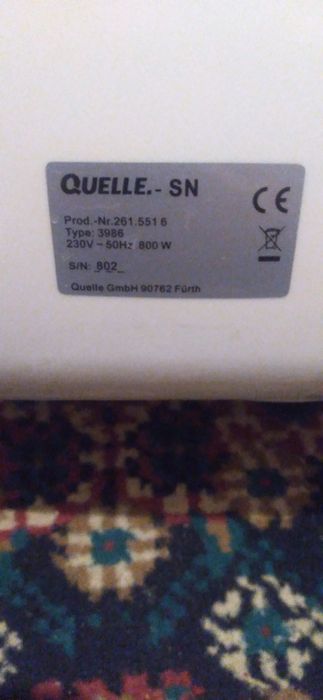 QUELLE.- SN
Prod.-Nr.261.551 6
Type: 3986
230V ~ 50Hz 800 W
S/N: 802
Quelle GmbH 90762 Fürth
CE